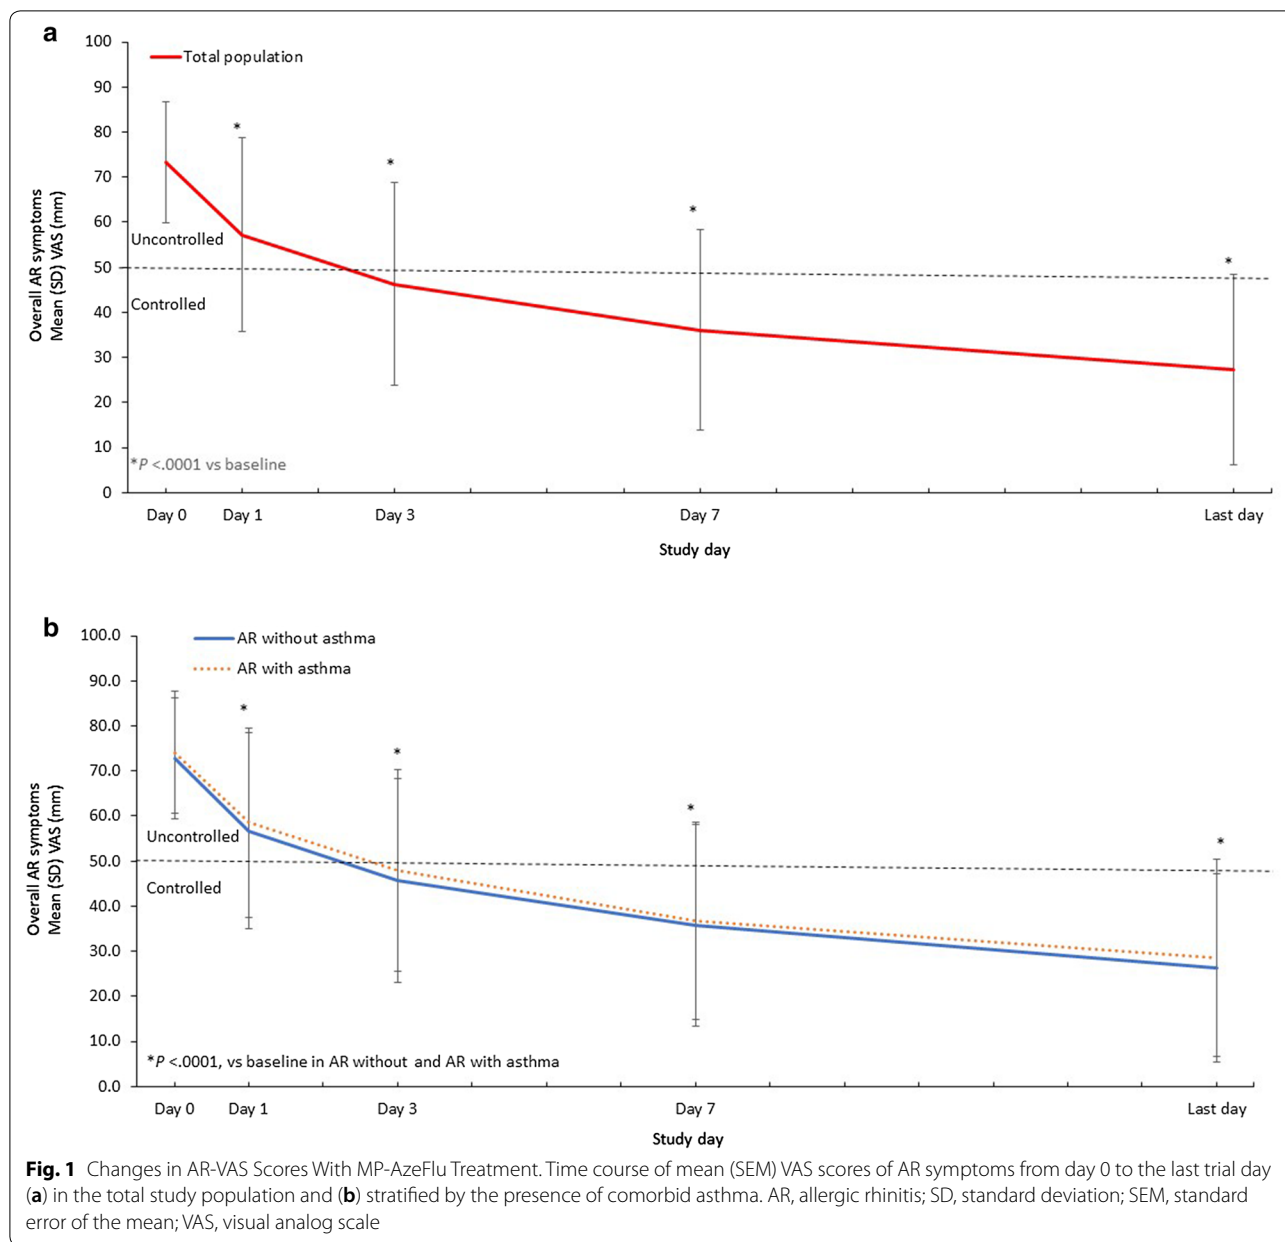 a
100
90
80
70
60
50
40
30
20
10
0
Overall AR symptoms
Mean (SD) VAS (mm)
Total population
*
*
*
*
Uncontrolled
Controlled
*P <.0001 vs baseline
Day 0 Day 1 Day 3 Day 7 Last day
Study day
b
100.0
90.0
80.0
70.0
60.0
50.0
40.0
30.0
20.0
10.0
0.0
Overall AR symptoms
Mean (SD) VAS (mm)
AR without asthma
AR with asthma
*
*
*
*
Uncontrolled
Controlled
*P <.0001, vs baseline in AR without and AR with asthma
Day 0 Day 1 Day 3 Day 7 Last day
Study day
Fig. 1 Changes in AR-VAS Scores With MP-AzeFlu Treatment. Time course of mean (SEM) VAS scores of AR symptoms from day 0 to the last trial day
(a) in the total study population and (b) stratified by the presence of comorbid asthma. AR, allergic rhinitis; SD, standard deviation; SEM, standard
error of the mean; VAS, visual analog scale